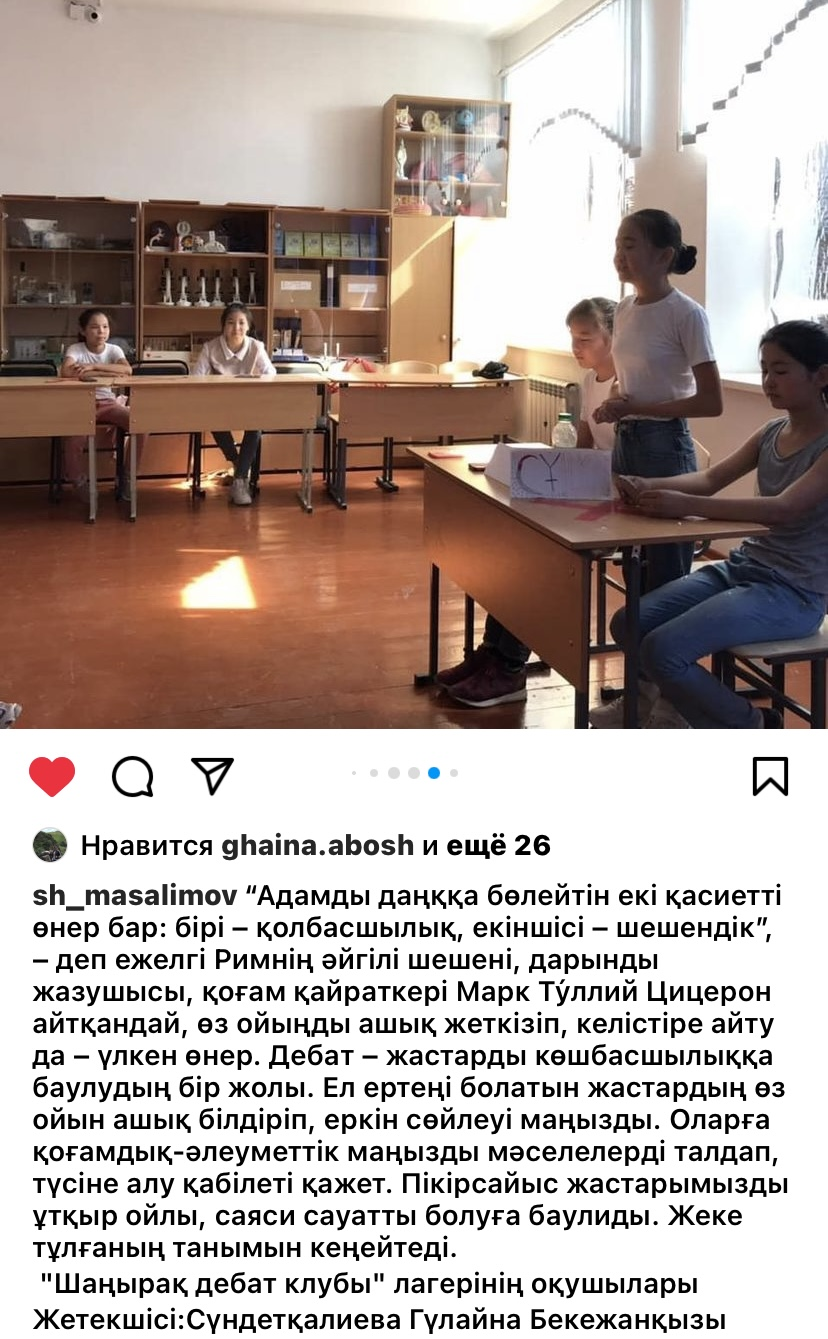 СҮ
Нравится ghaina.abosh и ещё 26
sh_masalimov “Адамды даңққа бөлейтін екі қасиетті
өнер бар: бірі – қолбасшылық, екіншісі – шешендік”,
– деп ежелгі Римнің әйгілі шешені, дарынды
жазушысы, қоғам қайраткері Марк Ту́ллий Цицерон
айтқандай, өз ойыңды ашық жеткізіп, келістіре айту
да – үлкен өнер. Дебат – жастарды көшбасшылыққа
баулудың бір жолы. Ел ертеңі болатын жастардың өз
ойын ашық білдіріп, еркін сөйлеуі маңызды. Оларға
қоғамдық-әлеуметтік маңызды мәселелерді талдап,
түсіне алу қабілеті қажет. Пікірсайыс жастарымызды
ұтқыр ойлы, саяси сауатты болуға баулиды. Жеке
тұлғаның танымын кеңейтеді.
"Шаңырақ дебат клубы" лагерінің оқушылары
Жетекшісі:Сүндетқалиева Гүлайна Бекежанқызы